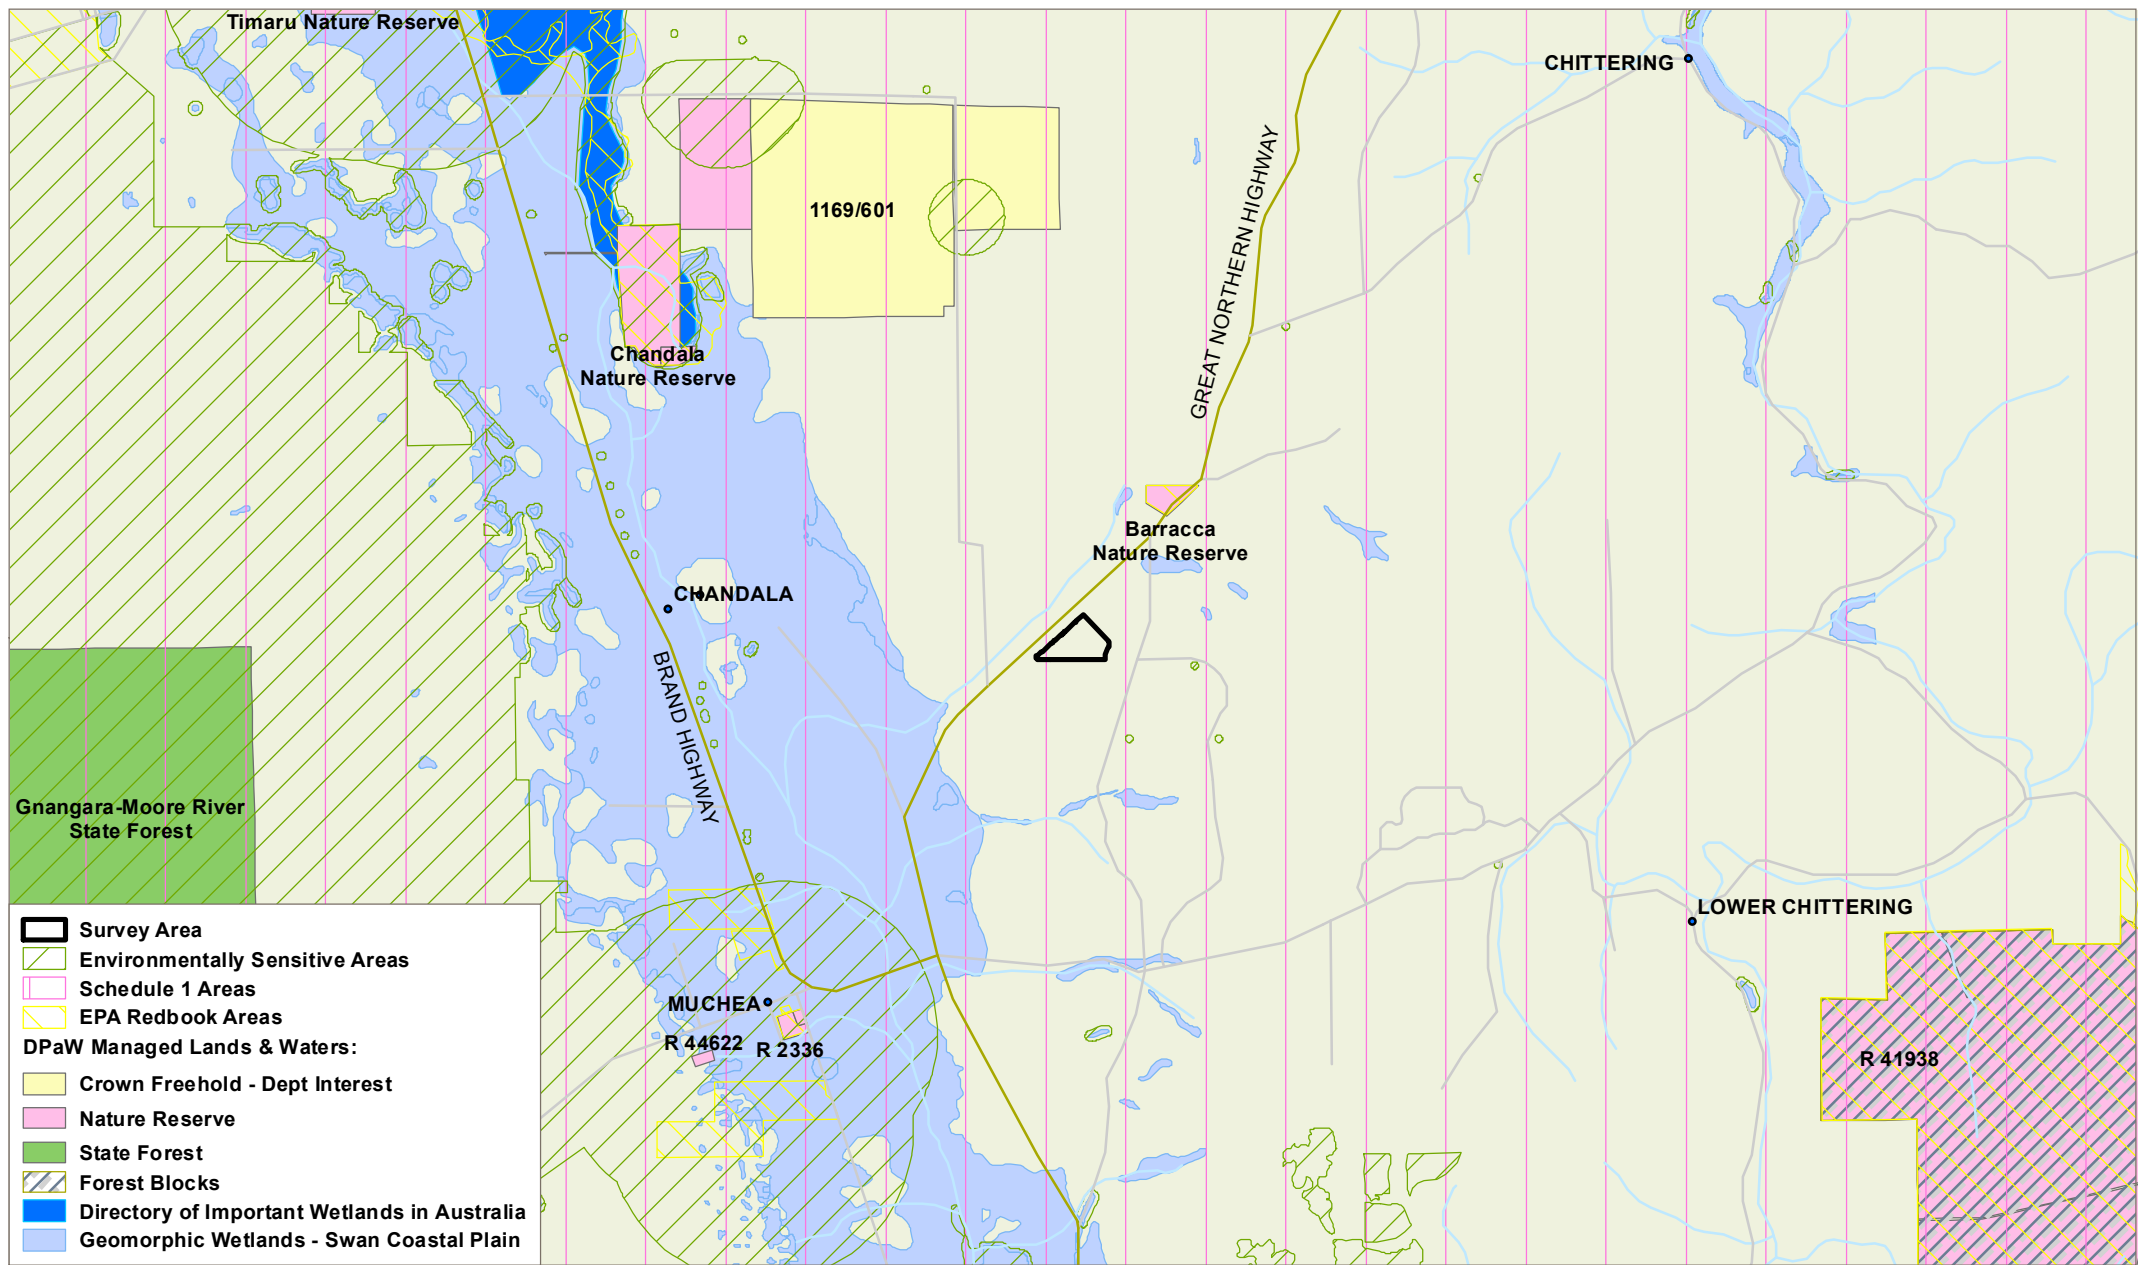 Timaru Nature Reserve
CHITTERING
1169/601
GREAT NORTHERN HIGHWAY
Chandala
Nature Reserve
Barracca
Nature Reserve
CHANDALA
BRAND HIGHWAY
Gnangara-Moore River
State Forest
LOWER CHITTERING
MUCHEA
R 44622
R 2336
R 41938
Survey Area
Environmentally Sensitive Areas
Schedule 1 Areas
EPA Redbook Areas
DPaW Managed Lands & Waters:
Crown Freehold - Dept Interest
Nature Reserve
State Forest
Forest Blocks
Directory of Important Wetlands in Australia
Geomorphic Wetlands - Swan Coastal Plain